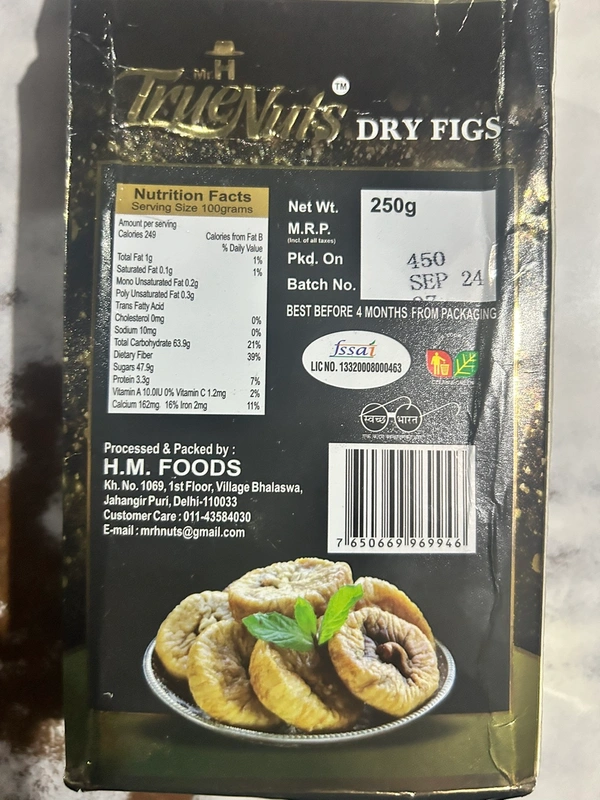 Mr.H
TrueNuts
TM
DRY FIGS
Nutrition Facts
Serving Size 100grams
Amount per serving
Calories 249 Calories from Fat B
% Daily Value
Total Fat 1g 1%
Saturated Fat 0.1g 1%
Mono Unsaturated Fat 0.2g
Poly Unsaturated Fat 0.3g
Trans Fatty Acid
Cholesterol 0mg 0%
Sodium 10mg 0%
Total Carbohydrate 63.9g 21%
Dietary Fiber 39%
Sugars 47.9g
Protein 3.3g 7%
Vitamin A 10.0IU 0% Vitamin C 1.2mg 2%
Calcium 162mg 16% Iron 2mg 11%
Net Wt. 250g
M.R.P.
(Incl. of all taxes)
Pkd. On 450
Batch No. SEP 24
BEST BEFORE 4 MONTHS FROM PACKAGING
fssai
LIC NO. 13320008000463
स्वच्छ भारत
Processed & Packed by :
H.M. FOODS
Kh. No. 1069, 1st Floor, Village Bhalaswa,
Jahangir Puri, Delhi-110033
Customer Care : 011-43584030
E-mail : mrhnuts@gmail.com
7 650669 969946